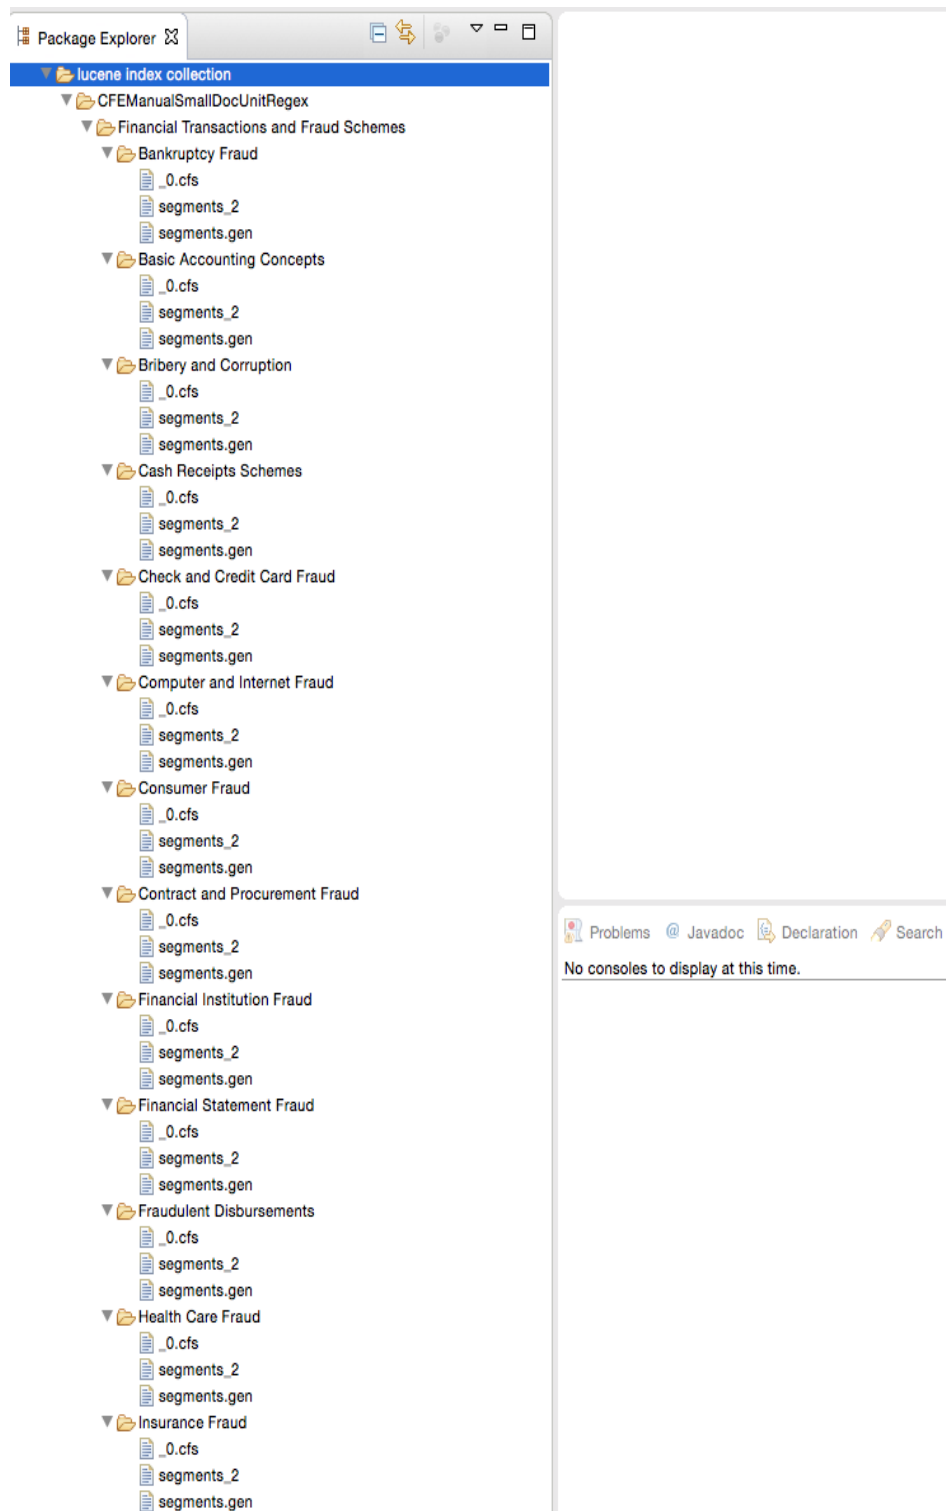 Package Explorer
lucene index collection
CFEManualSmallDocUnitRegex
Financial Transactions and Fraud Schemes
Bankruptcy Fraud
_0.cfs
segments_2
segments.gen
Basic Accounting Concepts
_0.cfs
segments_2
segments.gen
Bribery and Corruption
_0.cfs
segments_2
segments.gen
Cash Receipts Schemes
_0.cfs
segments_2
segments.gen
Check and Credit Card Fraud
_0.cfs
segments_2
segments.gen
Computer and Internet Fraud
_0.cfs
segments_2
segments.gen
Consumer Fraud
_0.cfs
segments_2
segments.gen
Contract and Procurement Fraud
_0.cfs
segments_2
segments.gen
Financial Institution Fraud
_0.cfs
segments_2
segments.gen
Financial Statement Fraud
_0.cfs
segments_2
segments.gen
Fraudulent Disbursements
_0.cfs
segments_2
segments.gen
Health Care Fraud
_0.cfs
segments_2
segments.gen
Insurance Fraud
_0.cfs
segments_2
segments.gen
Problems @ Javadoc Declaration Search
No consoles to display at this time.